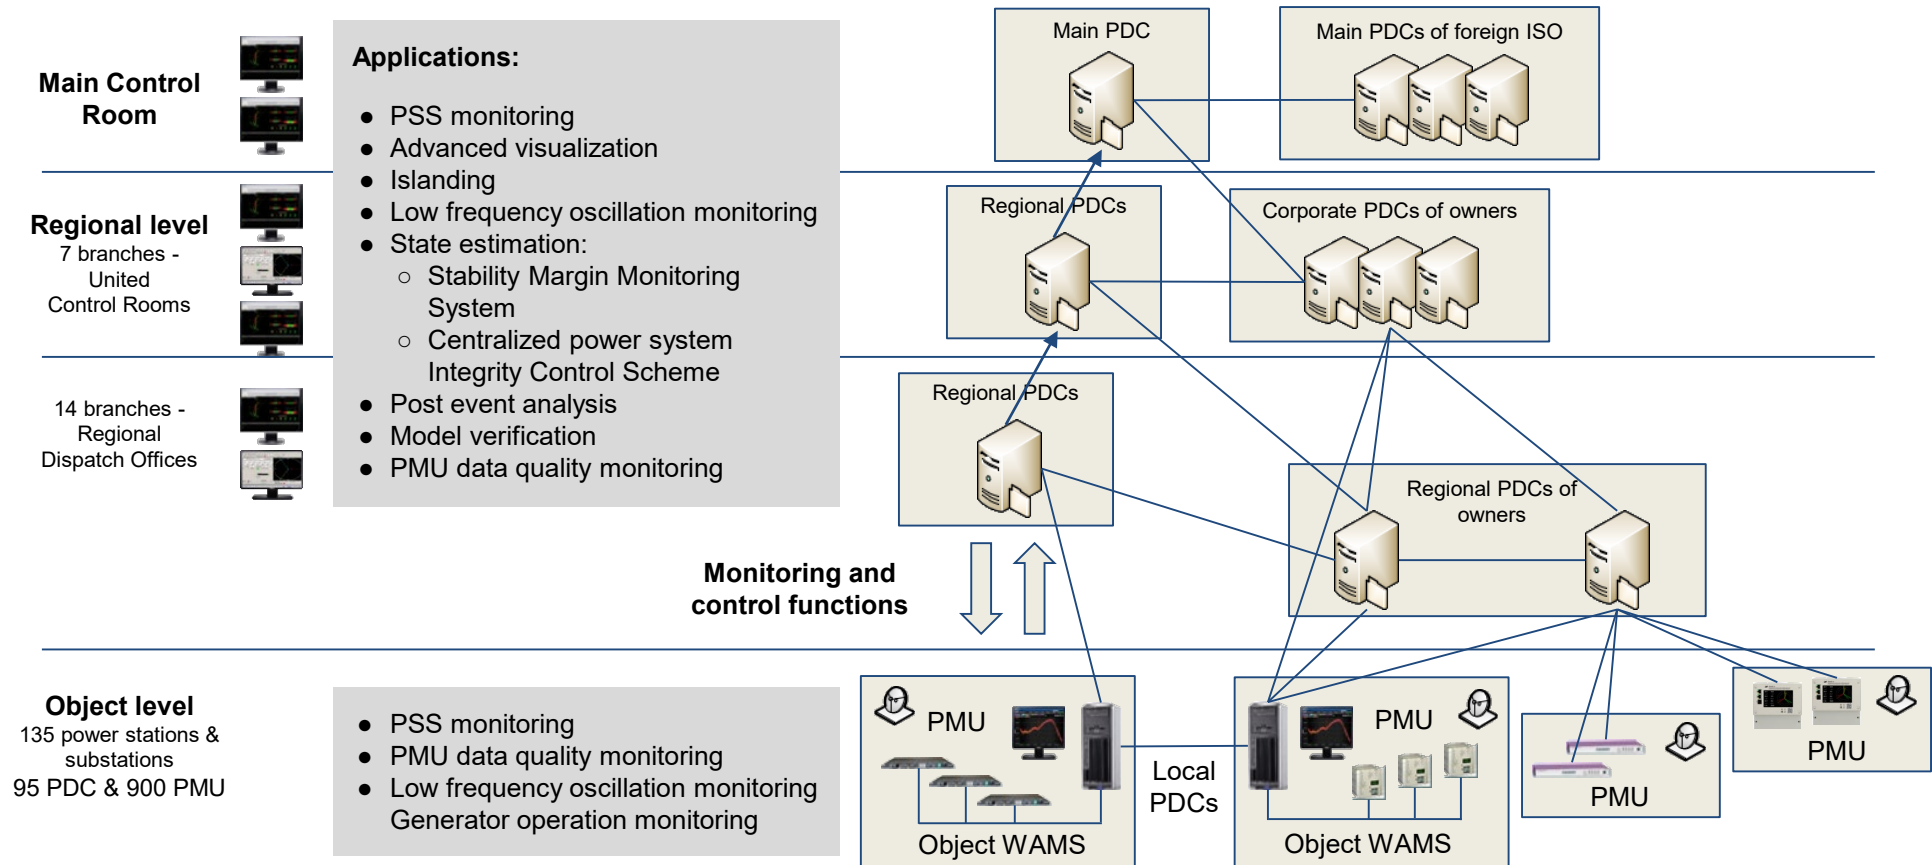 Main Control
Room
Applications:
● PSS monitoring
● Advanced visualization
● Islanding
● Low frequency oscillation monitoring
● State estimation:
○ Stability Margin Monitoring
System
○ Centralized power system
Integrity Control Scheme
● Post event analysis
● Model verification
● PMU data quality monitoring
Main PDC
Main PDCs of foreign ISO
Regional level
7 branches -
United
Control Rooms
Regional PDCs
Corporate PDCs of owners
14 branches -
Regional
Dispatch Offices
Regional PDCs
Regional PDCs of
owners
Monitoring and
control functions
Object level
135 power stations &
substations
95 PDC & 900 PMU
● PSS monitoring
● PMU data quality monitoring
● Low frequency oscillation monitoring
Generator operation monitoring
PMU
Object WAMS
Local
PDCs
PMU
Object WAMS
PMU
PMU